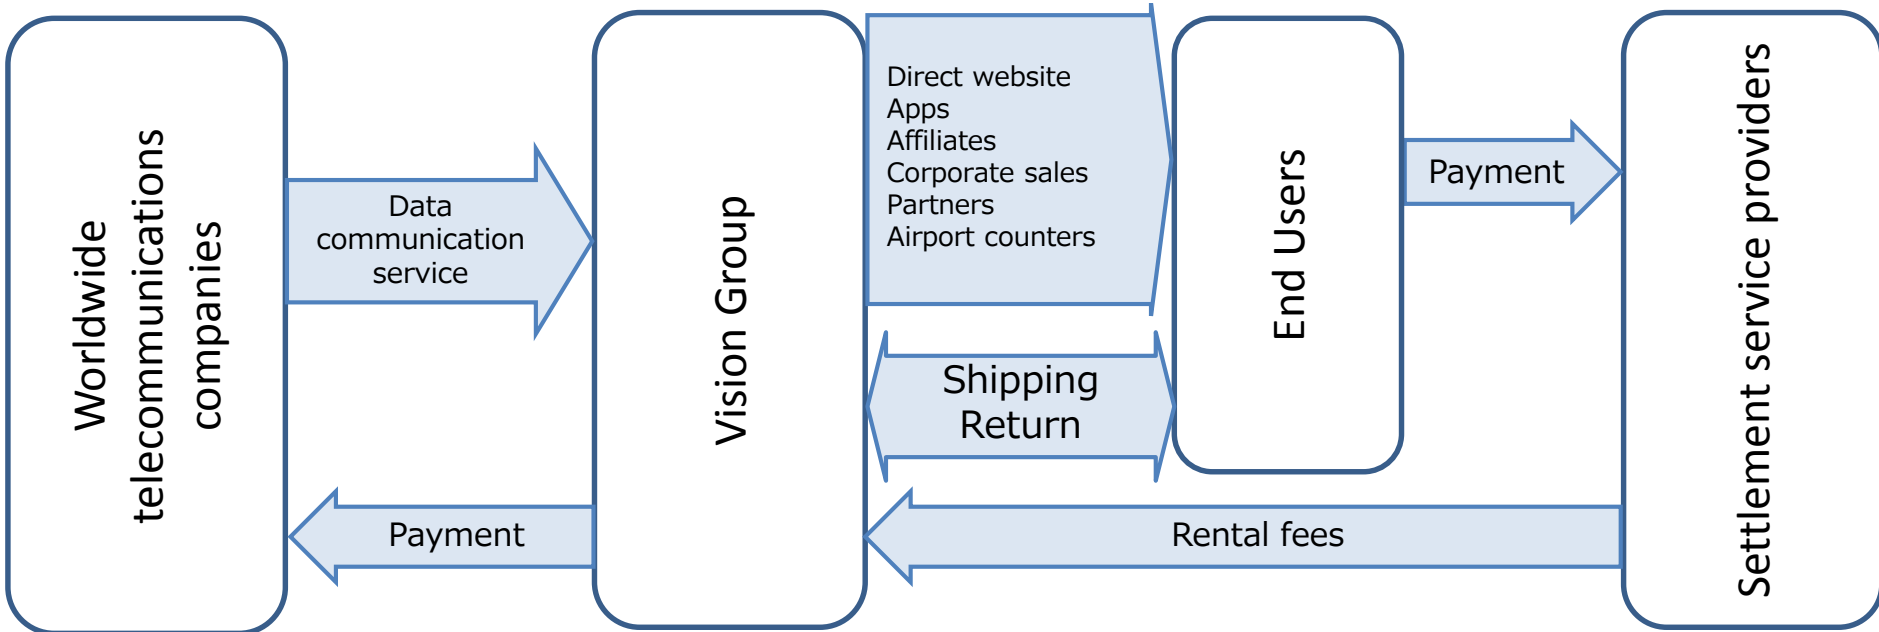 Worldwide
telecommunications
companies
Data
communication
service
Payment
Vision Group
Direct website
Apps
Affiliates
Corporate sales
Partners
Airport counters
Shipping
Return
End Users
Payment
Rental fees
Settlement service providers